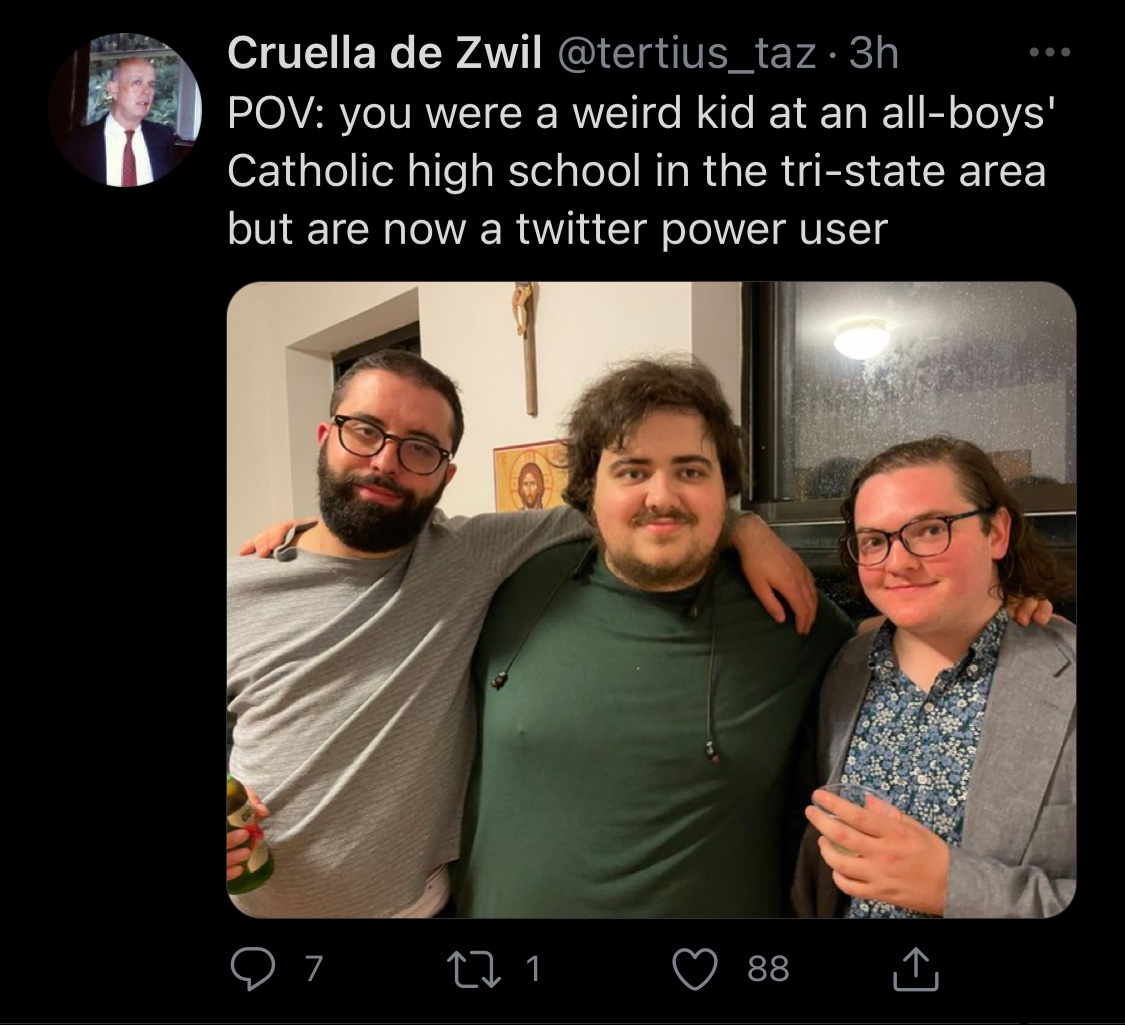 Cruella de Zwil @tertius_taz · 3h
POV: you were a weird kid at an all-boys'
Catholic high school in the tri-state area
but are now a twitter power user
7 1 88